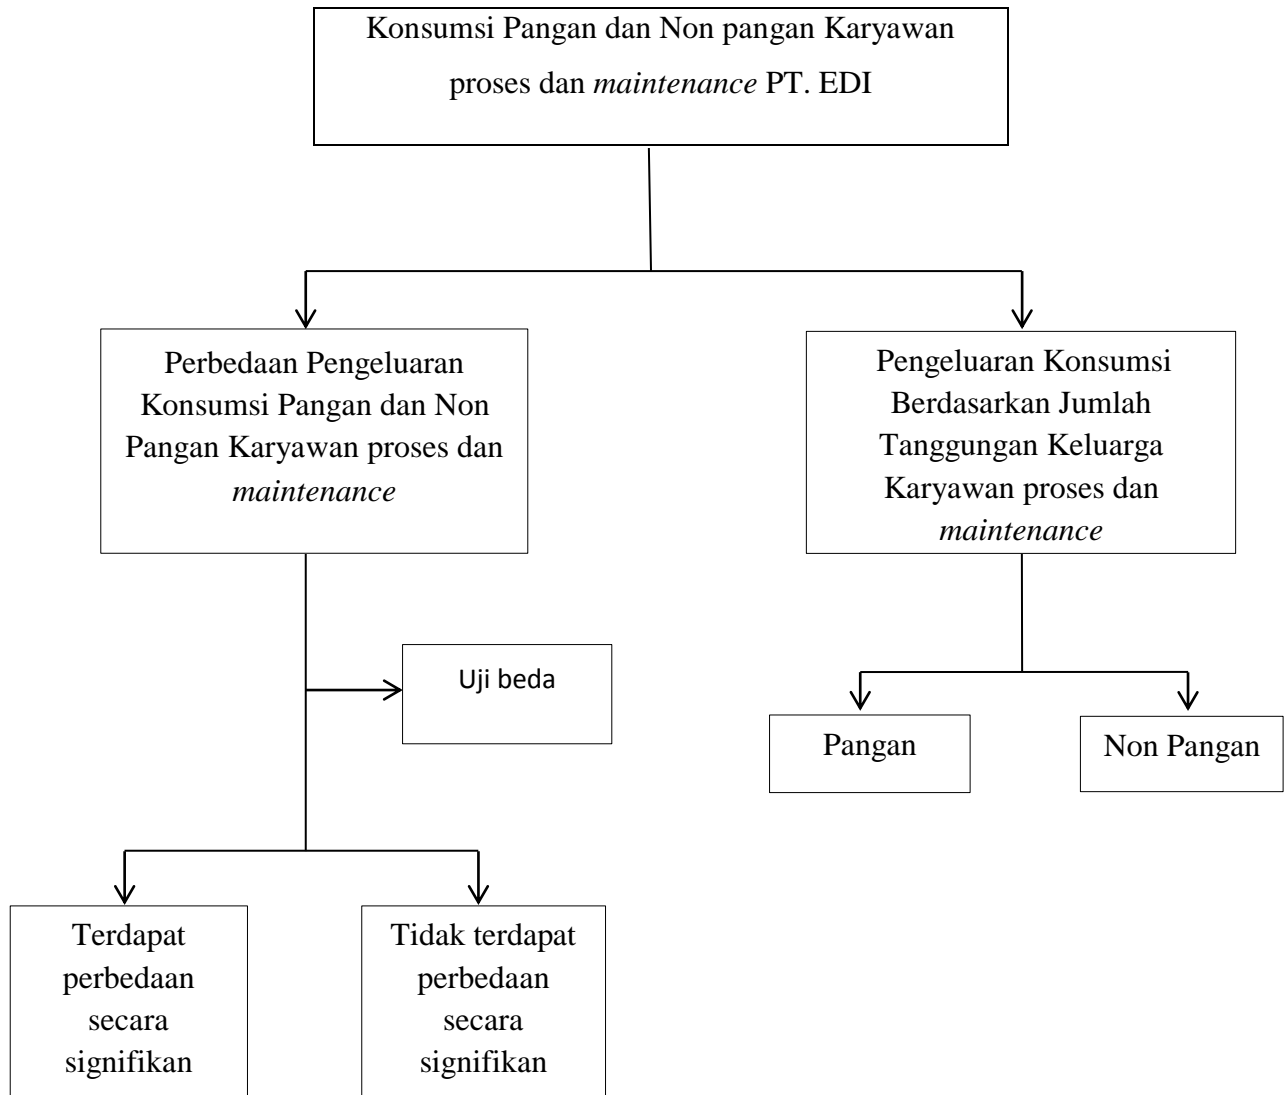 Konsumsi Pangan dan Non pangan Karyawan
proses dan maintenance PT. EDI
Perbedaan Pengeluaran
Konsumsi Pangan dan Non
Pangan Karyawan proses dan
maintenance
Pengeluaran Konsumsi
Berdasarkan Jumlah
Tanggungan Keluarga
Karyawan proses dan
maintenance
Uji beda
Pangan
Non Pangan
Terdapat
perbedaan
secara
signifikan
Tidak terdapat
perbedaan
secara
signifikan